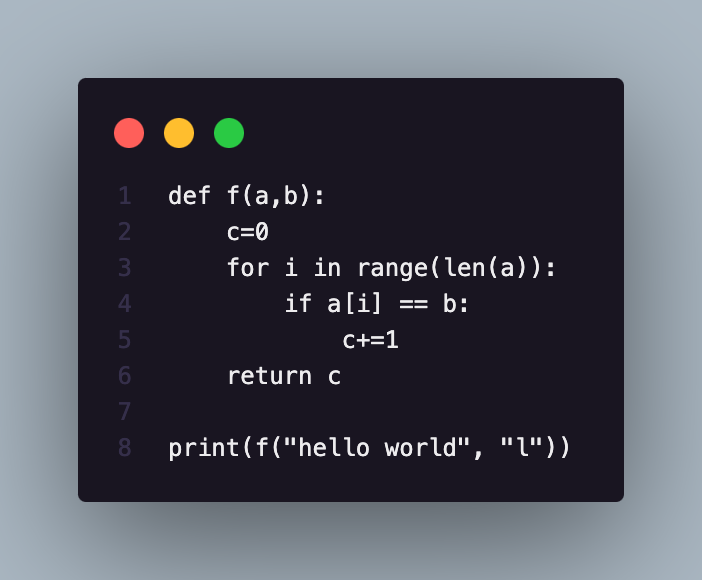 1 def f(a,b):
2     c=0
3     for i in range(len(a)):
4         if a[i] == b:
5             c+=1
6     return c
7
8 print(f("hello world", "l"))